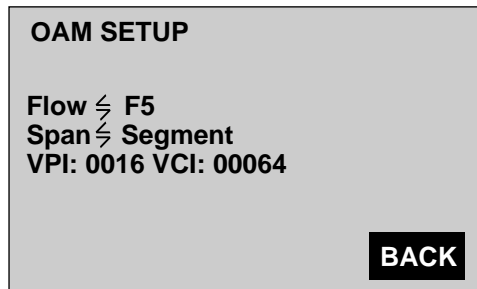 OAM SETUP
Flow ⇋ F5
Span ⇋ Segment
VPI: 0016 VCI: 00064
BACK